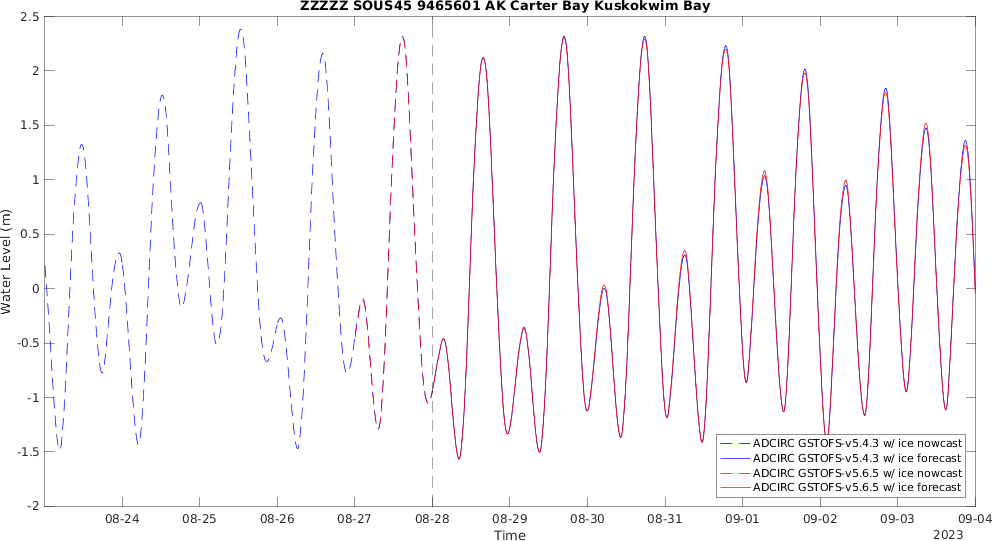 ZZZZZ SOUS45 9465601 AK Carter Bay Kuskokwim Bay
2.5
2
1.5
1
0.5
0
-0.5
-1
-1.5
-2
Water Level (m)
08-24 08-25 08-26 08-27 08-28 08-29 08-30 08-31 09-01 09-02 09-03 09-04
Time
2023
ADCIRC GSTOFS-v5.4.3 w/ ice nowcast
ADCIRC GSTOFS-v5.4.3 w/ ice forecast
ADCIRC GSTOFS-v5.6.5 w/ ice nowcast
ADCIRC GSTOFS-v5.6.5 w/ ice forecast